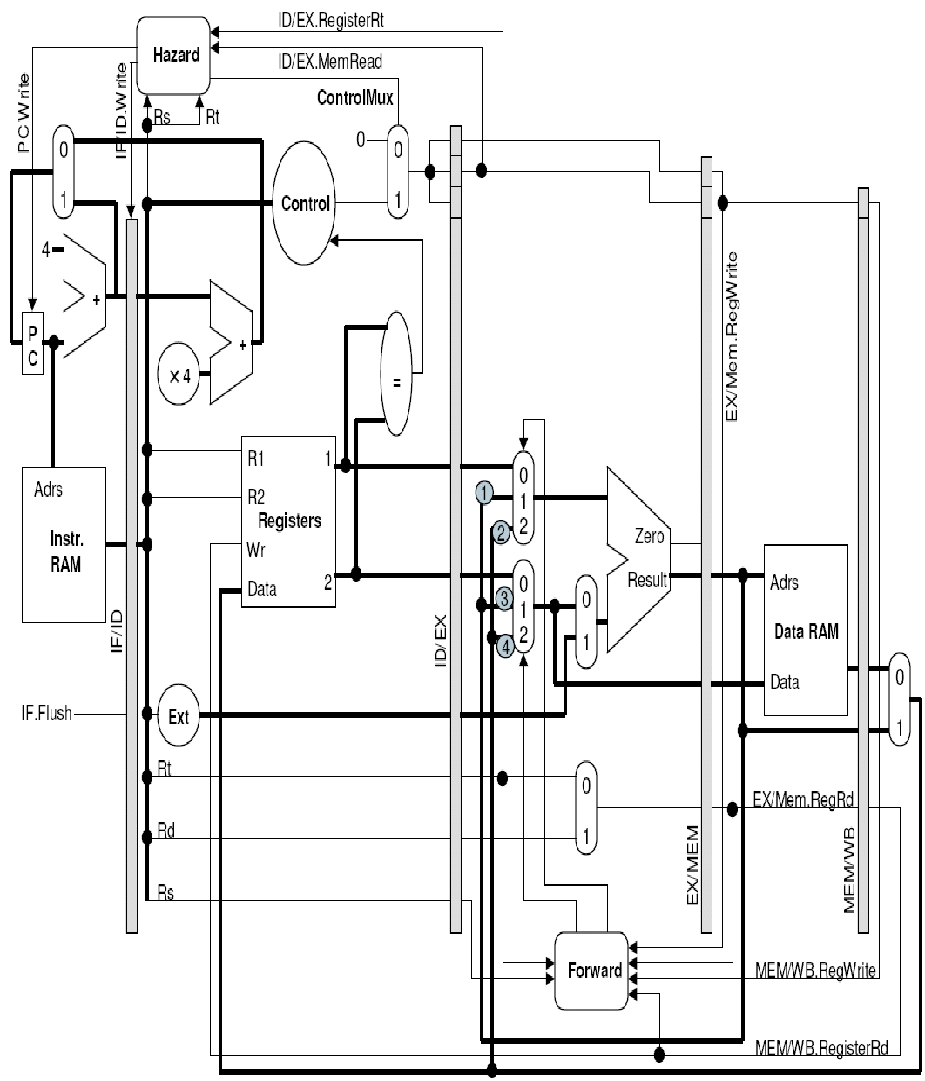 ID/EX.RegisterRt
Hazard
ID/EX.MemRead
PCWrite
IF/ID.Write
ControlMux
Rs
Rt
0
0
1
0
1
Control
4
+
P
C
+
× 4
=
EX/Mem.RegWrite
Adrs
Instr.
RAM
R1
R2
Registers
Wr
Data
1
2
0
1
2
1
2
0
1
2
3
4
0
1
Zero
Result
Adrs
Data RAM
Data
0
1
IF/ID
ID/EX
IF.Flush
Ext
Rt
Rd
0
1
EX/Mem.RegRd
Rs
EX/MEM
MEM/WB
Forward
MEM/WB.RegWrite
MEM/WB.RegisterRd